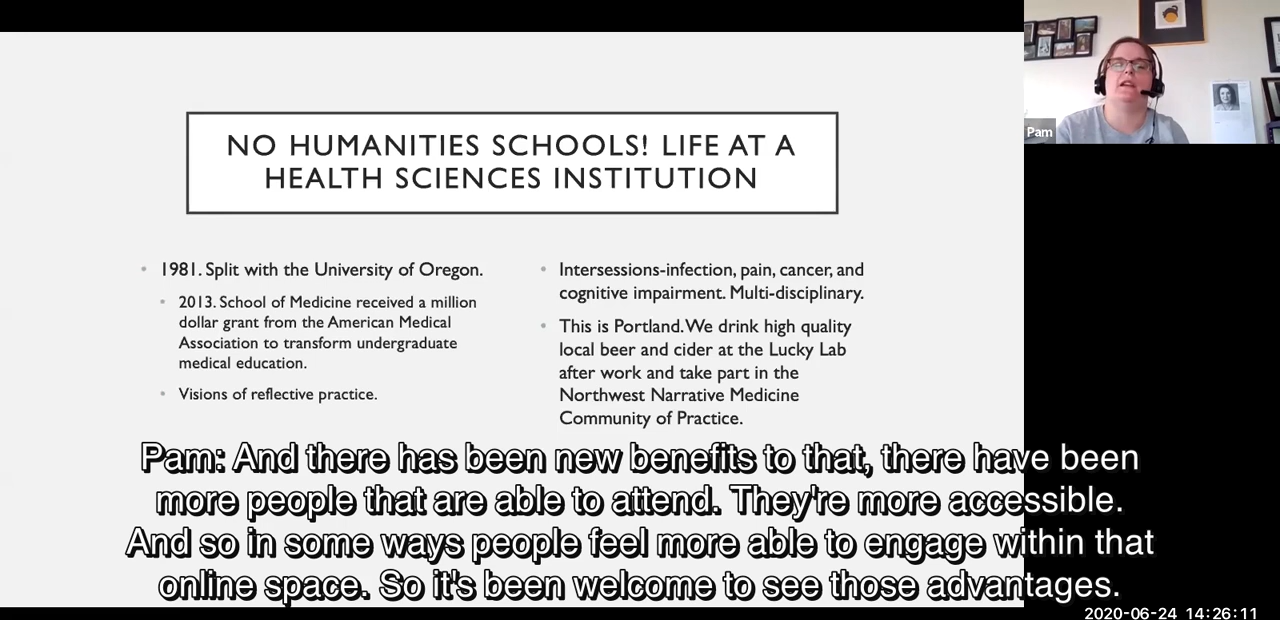 NO HUMANITIES SCHOOLS! LIFE AT A
HEALTH SCIENCES INSTITUTION
• 1981. Split with the University of Oregon.
• 2013. School of Medicine received a million
dollar grant from the American Medical
Association to transform undergraduate
medical education.
• Visions of reflective practice.
• Intersessions-infection, pain, cancer, and
cognitive impairment. Multi-disciplinary.
• This is Portland. We drink high quality
local beer and cider at the Lucky Lab
after work and take part in the
Northwest Narrative Medicine
Community of Practice.
Pam
Pam: And there has been new benefits to that, there have been
more people that are able to attend. They're more accessible.
And so in some ways people feel more able to engage within that
online space. So it's been welcome to see those advantages.
2020-06-24 14:26:11